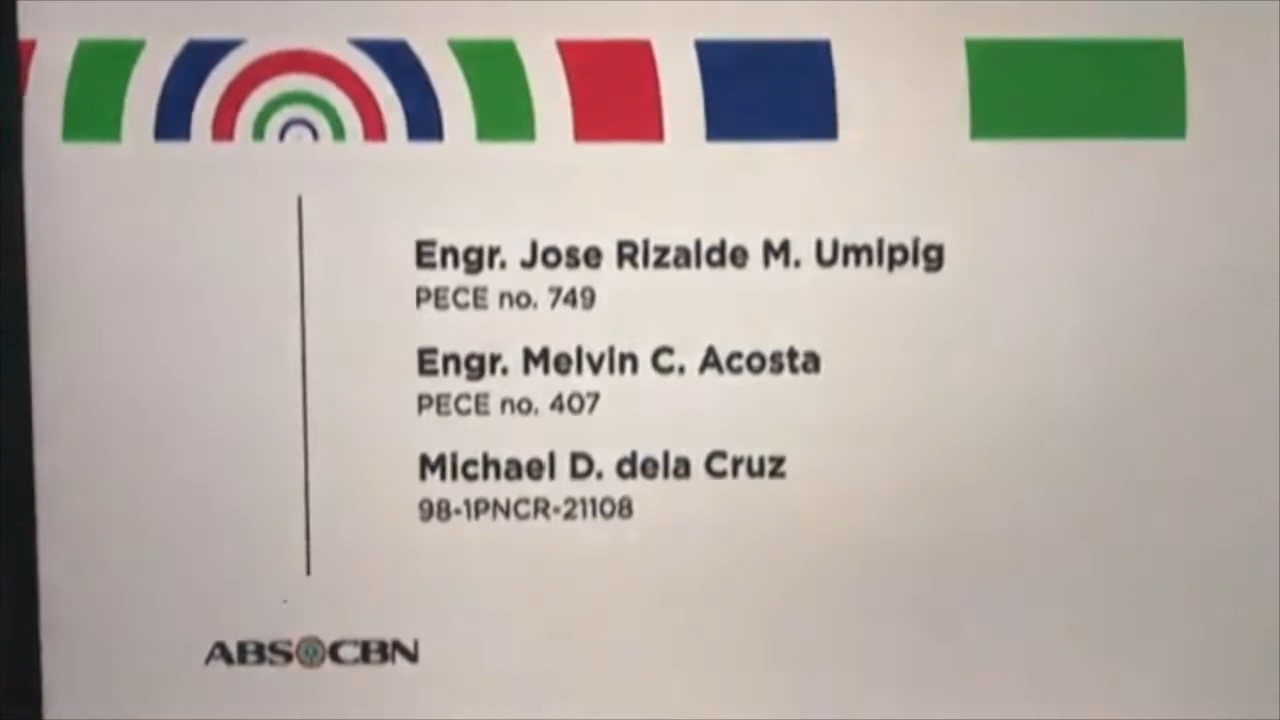 Engr. Jose Rizalde M. Umipig
PECE no. 749
Engr. Melvin C. Acosta
PECE no. 407
Michael D. dela Cruz
98-1PNCR-21108
ABS CBN